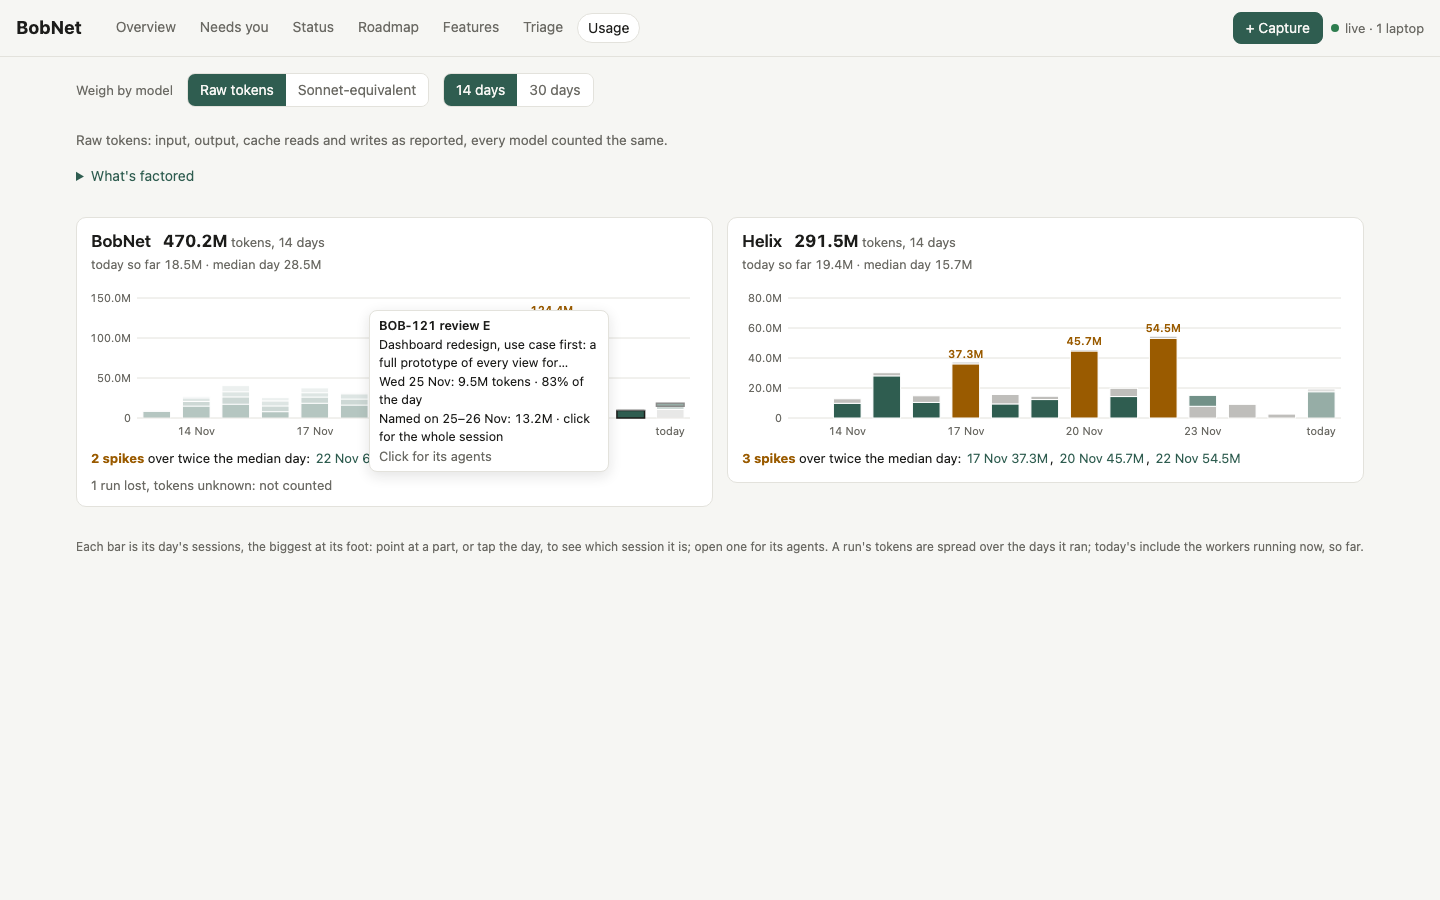 BobNet Overview Needs you Status Roadmap Features Triage Usage + Capture live · 1 laptop
Weigh by model Raw tokens Sonnet-equivalent 14 days 30 days
Raw tokens: input, output, cache reads and writes as reported, every model counted the same.
What's factored
BobNet 470.2M tokens, 14 days
today so far 18.5M · median day 28.5M
150.0M
100.0M
50.0M
0
14 Nov 17 Nov today
BOB-121 review E
Dashboard redesign, use case first: a
full prototype of every view for...
Wed 25 Nov: 9.5M tokens · 83% of
the day
Named on 25–26 Nov: 13.2M · click
for the whole session
Click for its agents
2 spikes over twice the median day: 22 Nov
1 run lost, tokens unknown: not counted
Helix 291.5M tokens, 14 days
today so far 19.4M · median day 15.7M
80.0M
60.0M
40.0M
20.0M
0
37.3M
45.7M
54.5M
14 Nov 17 Nov 20 Nov 23 Nov today
3 spikes over twice the median day: 17 Nov 37.3M, 20 Nov 45.7M, 22 Nov 54.5M
Each bar is its day's sessions, the biggest at its foot: point at a part, or tap the day, to see which session it is; open one for its agents. A run's tokens are spread over the days it ran; today's include the workers running now, so far.